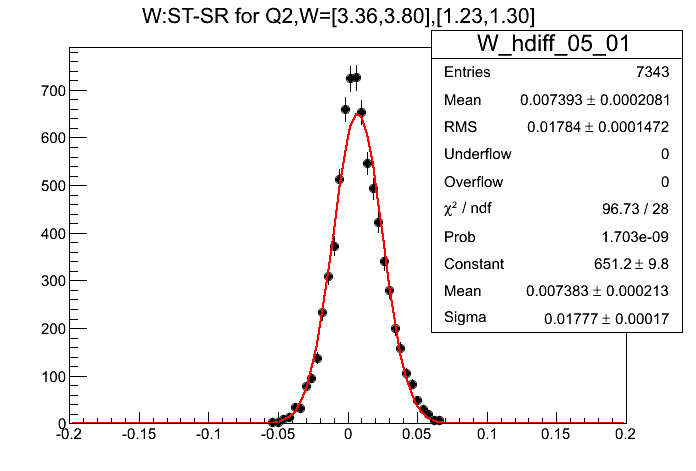 W:ST-SR for Q2,W=[3.36,3.80],[1.23,1.30]
W_hdiff_05_01
Entries 7343
Mean 0.007393 ± 0.0002081
RMS 0.01784 ± 0.0001472
Underflow 0
Overflow 0
χ² / ndf 96.73 / 28
Prob 1.703e-09
Constant 651.2 ± 9.8
Mean 0.007383 ± 0.000213
Sigma 0.01777 ± 0.00017
700
600
500
400
300
200
100
0
-0.2 -0.15 -0.1 -0.05 0 0.05 0.1 0.15 0.2